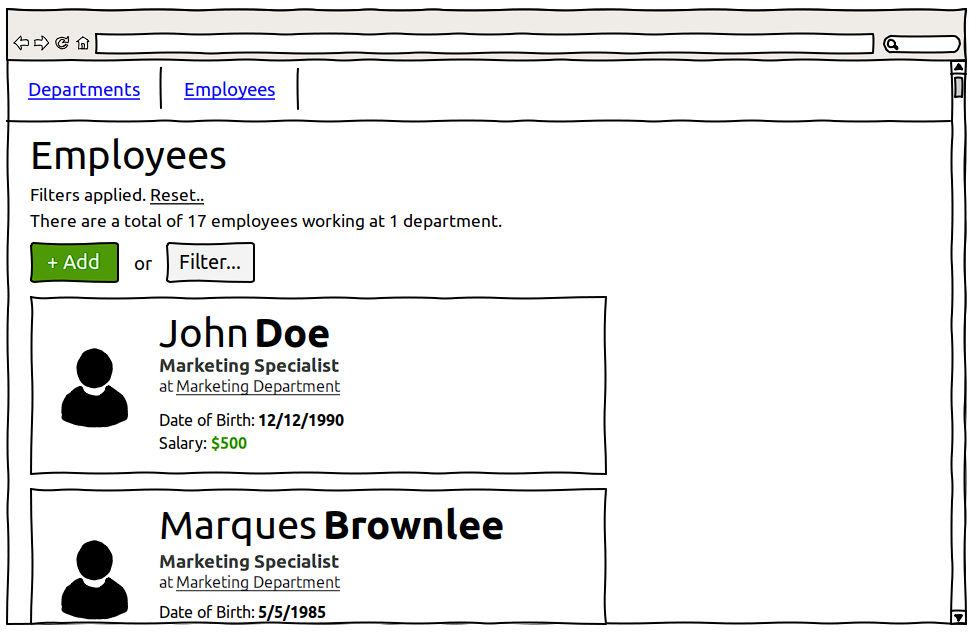 Departments
Employees
Employees
Filters applied. Reset..
There are a total of 17 employees working at 1 department.
+ Add or Filter...
John Doe
Marketing Specialist
at Marketing Department
Date of Birth: 12/12/1990
Salary: $500
Marques Brownlee
Marketing Specialist
at Marketing Department
Date of Birth: 5/5/1985